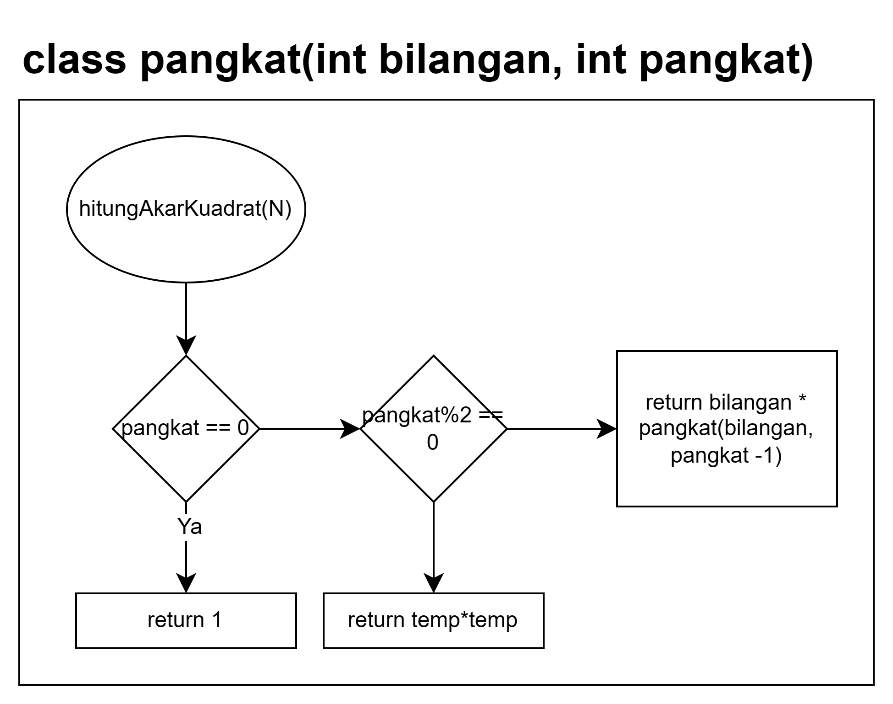 class pangkat(int bilangan, int pangkat)
hitungAkarKuadrat(N)
pangkat == 0
pangkat%2 ==
0
return bilangan *
pangkat(bilangan,
pangkat -1)
Ya
return 1
return temp*temp